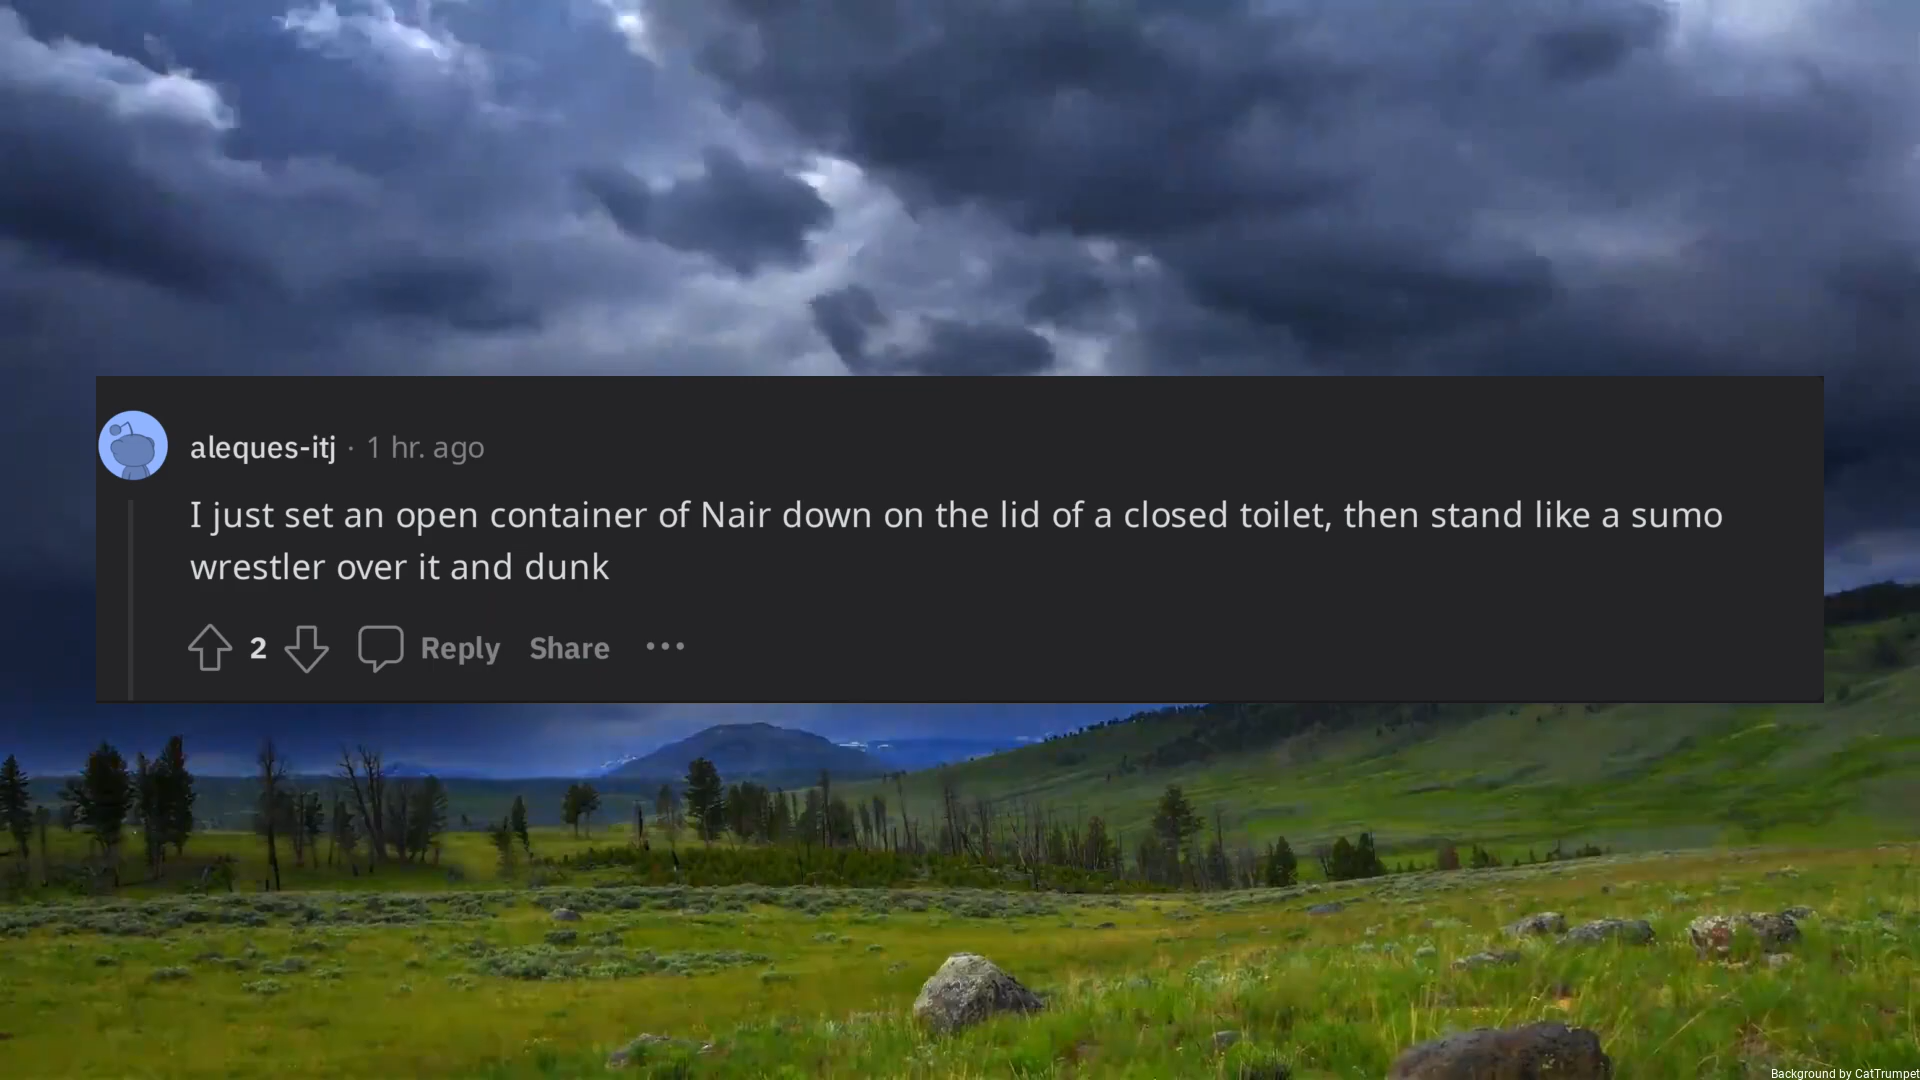 aleques-itj · 1 hr. ago
I just set an open container of Nair down on the lid of a closed toilet, then stand like a sumo
wrestler over it and dunk
2 Reply Share ···
Background by CatTrumpet